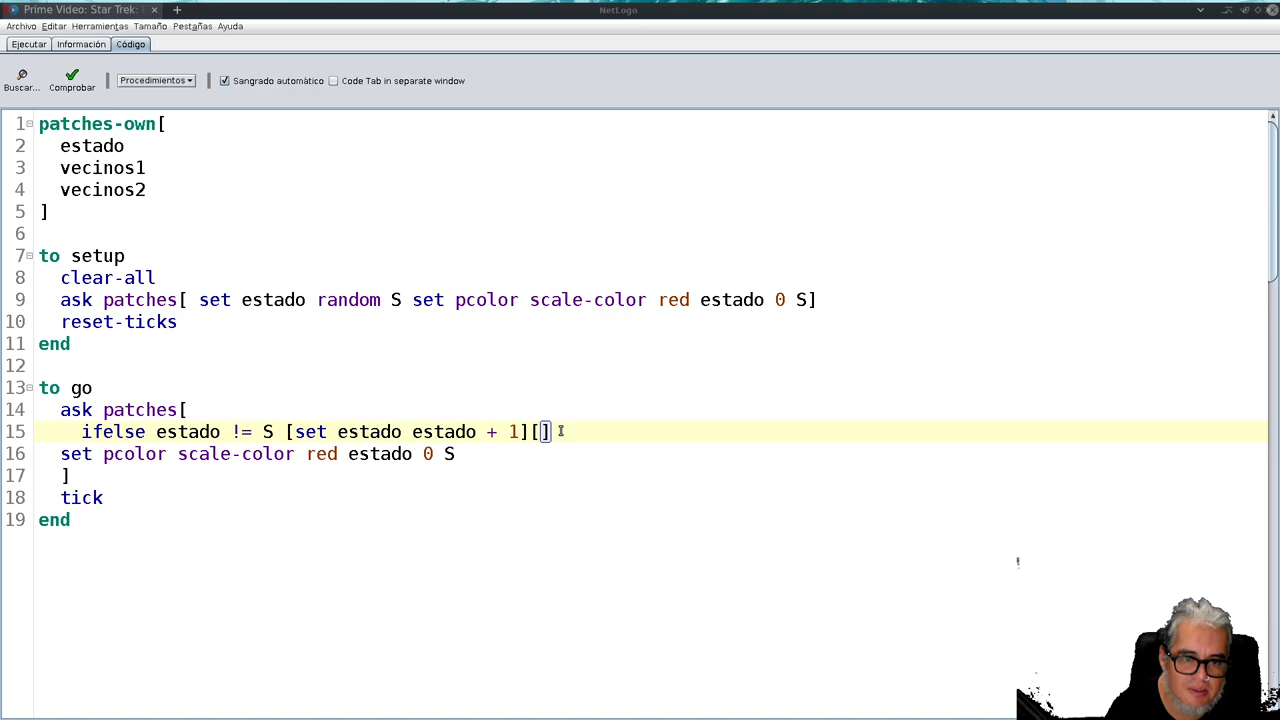 Prime Video: Star Trek:
NetLogo
Archivo Editar Herramientas Tamaño Pestañas Ayuda
Ejecutar Información Código
Buscar... Comprobar Procedimientos Sangrado automático Code Tab in separate window
1 patches-own[
2 estado
3 vecinos1
4 vecinos2
5 ]
6
7 to setup
8 clear-all
9 ask patches[ set estado random S set pcolor scale-color red estado 0 S]
10 reset-ticks
11 end
12
13 to go
14 ask patches[
15 ifelse estado != S [set estado estado + 1][]
16 set pcolor scale-color red estado 0 S
17 ]
18 tick
19 end